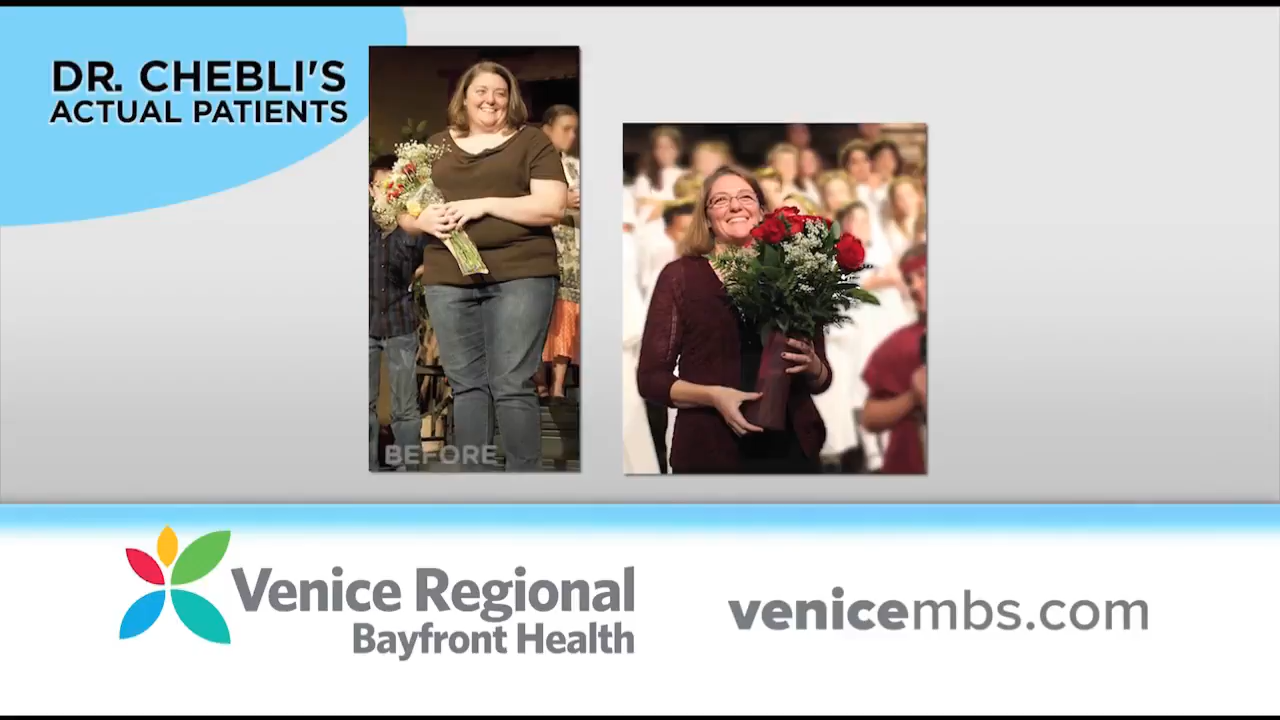 DR. CHEBLI'S
ACTUAL PATIENTS
BEFORE
Venice Regional
Bayfront Health
venicembs.com